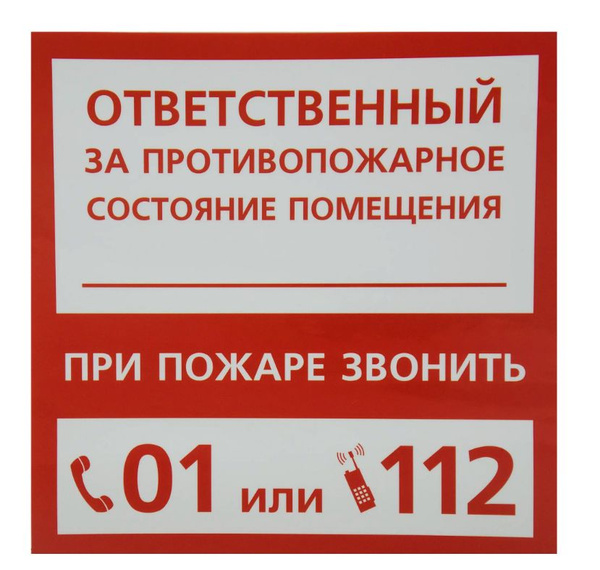 ОТВЕТСТВЕННЫЙ
ЗА ПРОТИВОПОЖАРНОЕ
СОСТОЯНИЕ ПОМЕЩЕНИЯ
ПРИ ПОЖАРЕ ЗВОНИТЬ
01 или 112